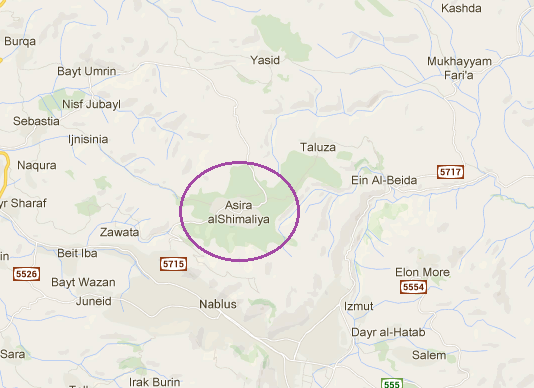 Kashda
Burqa
Yasid
Mukhayyam
Fari'a
Bayt Umrin
Nisf Jubayl
Sebastia
Ijnisinia
Taluza
Naqura
5717
Ein Al-Beida
yr Sharaf
Asira
alShimaliya
Zawata
Beit Iba
in
5715
5526
Elon More
Bayt Wazan
5554
Juneid
Nablus
Izmut
Dayr al-Hatab
Sara
Salem
Irak Burin
555